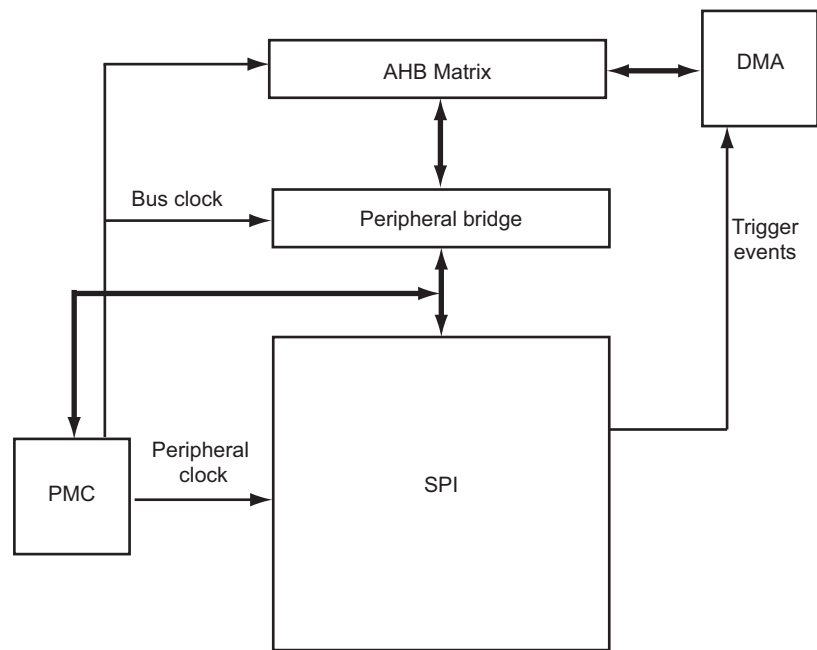 AHB Matrix
DMA
Bus clock
Peripheral bridge
Trigger
events
Peripheral
clock
PMC
SPI